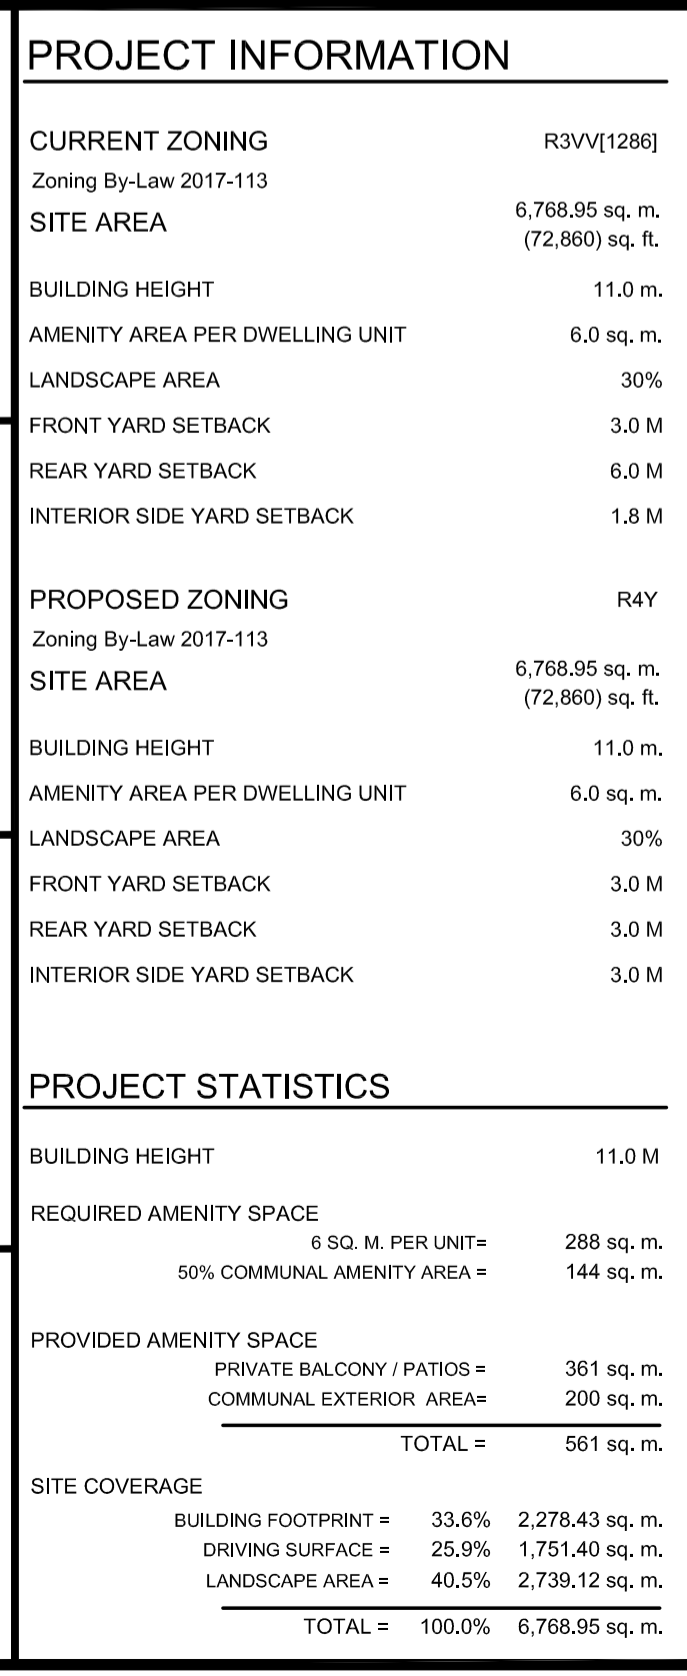 PROJECT INFORMATION
CURRENT ZONING R3VV[1286]
Zoning By-Law 2017-113
SITE AREA 6,768.95 sq. m.
(72,860) sq. ft.
BUILDING HEIGHT 11.0 m.
AMENITY AREA PER DWELLING UNIT 6.0 sq. m.
LANDSCAPE AREA 30%
FRONT YARD SETBACK 3.0 M
REAR YARD SETBACK 6.0 M
INTERIOR SIDE YARD SETBACK 1.8 M
PROPOSED ZONING R4Y
Zoning By-Law 2017-113
SITE AREA 6,768.95 sq. m.
(72,860) sq. ft.
BUILDING HEIGHT 11.0 m.
AMENITY AREA PER DWELLING UNIT 6.0 sq. m.
LANDSCAPE AREA 30%
FRONT YARD SETBACK 3.0 M
REAR YARD SETBACK 3.0 M
INTERIOR SIDE YARD SETBACK 3.0 M
PROJECT STATISTICS
BUILDING HEIGHT 11.0 M
REQUIRED AMENITY SPACE
6 SQ. M. PER UNIT= 288 sq. m.
50% COMMUNAL AMENITY AREA = 144 sq. m.
PROVIDED AMENITY SPACE
PRIVATE BALCONY / PATIOS = 361 sq. m.
COMMUNAL EXTERIOR AREA= 200 sq. m.
TOTAL = 561 sq. m.
SITE COVERAGE
BUILDING FOOTPRINT = 33.6% 2,278.43 sq. m.
DRIVING SURFACE = 25.9% 1,751.40 sq. m.
LANDSCAPE AREA = 40.5% 2,739.12 sq. m.
TOTAL = 100.0% 6,768.95 sq. m.